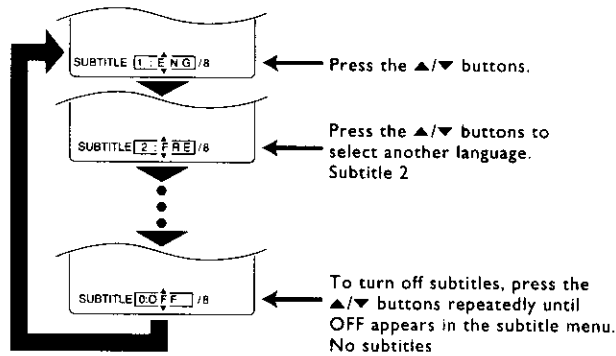 SUBTITLE 1 : ENG /8
Press the ▲/▼ buttons.
SUBTITLE 2 : FRE /8
Press the ▲/▼ buttons to
select another language.
Subtitle 2
SUBTITLE 0:OFF /8
To turn off subtitles, press the
▲/▼ buttons repeatedly until
OFF appears in the subtitle menu.
No subtitles